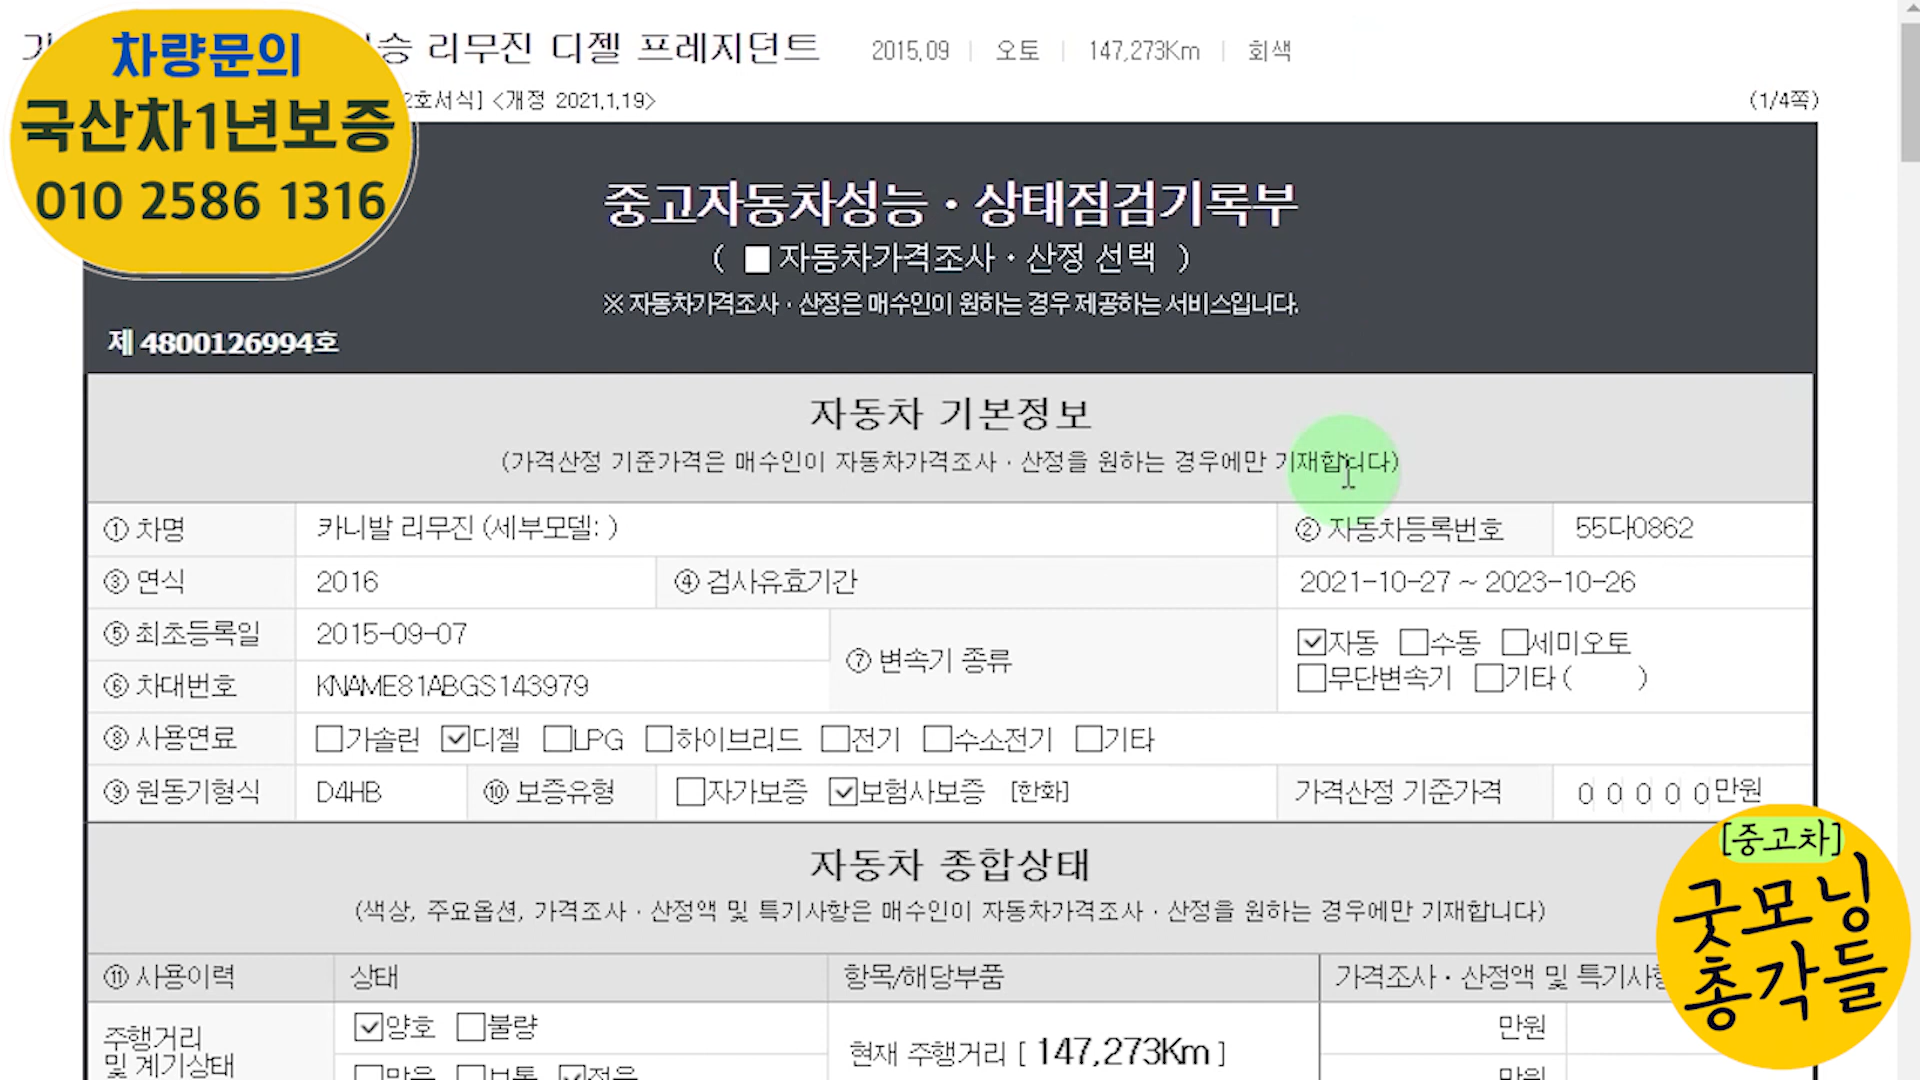 차량문의
국산차1년보증
010 2586 1316
승 리무진 디젤 프레지던트 2015,09 오토 147,273Km 회색
2호서식] <개정 2021,1,19>
(1/4쪽)
중고자동차성능 · 상태점검기록부
( ■ 자동차가격조사 · 산정 선택 )
※ 자동차가격조사 · 산정은 매수인이 원하는 경우 제공하는 서비스입니다.
제 4800126994호
자동차 기본정보
(가격산정 기준가격은 매수인이 자동차가격조사 · 산정을 원하는 경우에만 기재합니다)
① 차명 카니발 리무진 (세부모델: ) ② 자동차등록번호 55다0862
③ 연식 2016 ④ 검사유효기간 2021-10-27 ~ 2023-10-26
⑤ 최초등록일 2015-09-07
⑦ 변속기 종류
☑자동 □수동 □세미오토
□무단변속기 □기타 ( )
⑥ 차대번호 KNAME81ABGS143979
⑧ 사용연료 □가솔린 ☑디젤 □LPG □하이브리드 □전기 □수소전기 □기타
⑨ 원동기형식 D4HB ⑩ 보증유형 □자가보증 ☑보험사보증 [한화] 가격산정 기준가격 0 0 0 0 0만원
자동차 종합상태
(색상, 주요옵션, 가격조사 · 산정액 및 특기사항은 매수인이 자동차가격조사 · 산정을 원하는 경우에만 기재합니다)
⑪ 사용이력 상태 항목/해당부품 가격조사 · 산정액 및 특기사항
주행거리
및 계기상태
☑양호 □불량
현재 주행거리 [ 147,273Km ]
만원
□많음 □보통 ☑적음
만원
[중고차]
굿모닝
총각들